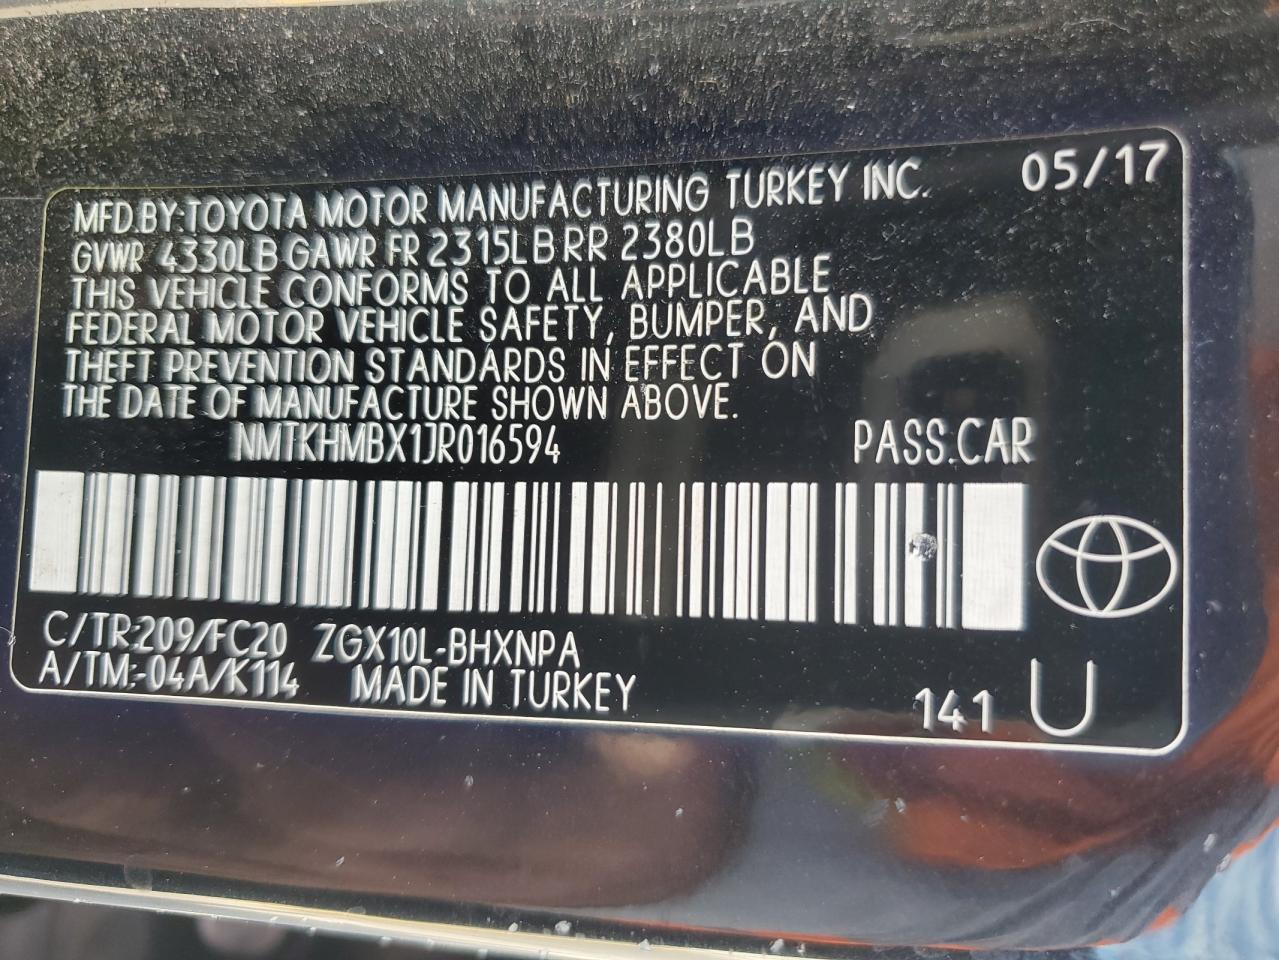 MFD.BY:TOYOTA MOTOR MANUFACTURING TURKEY INC. 05/17
GVWR 4330LB GAWR FR 2315LB RR 2380LB
THIS VEHICLE CONFORMS TO ALL APPLICABLE
FEDERAL MOTOR VEHICLE SAFETY, BUMPER, AND
THEFT PREVENTION STANDARDS IN EFFECT ON
THE DATE OF MANUFACTURE SHOWN ABOVE.
NMTKHMBX1JR016594 PASS.CAR
C/TR:209/FC20 ZGX10L-BHXNPA
A/TM:-04A/K114 MADE IN TURKEY
141 U